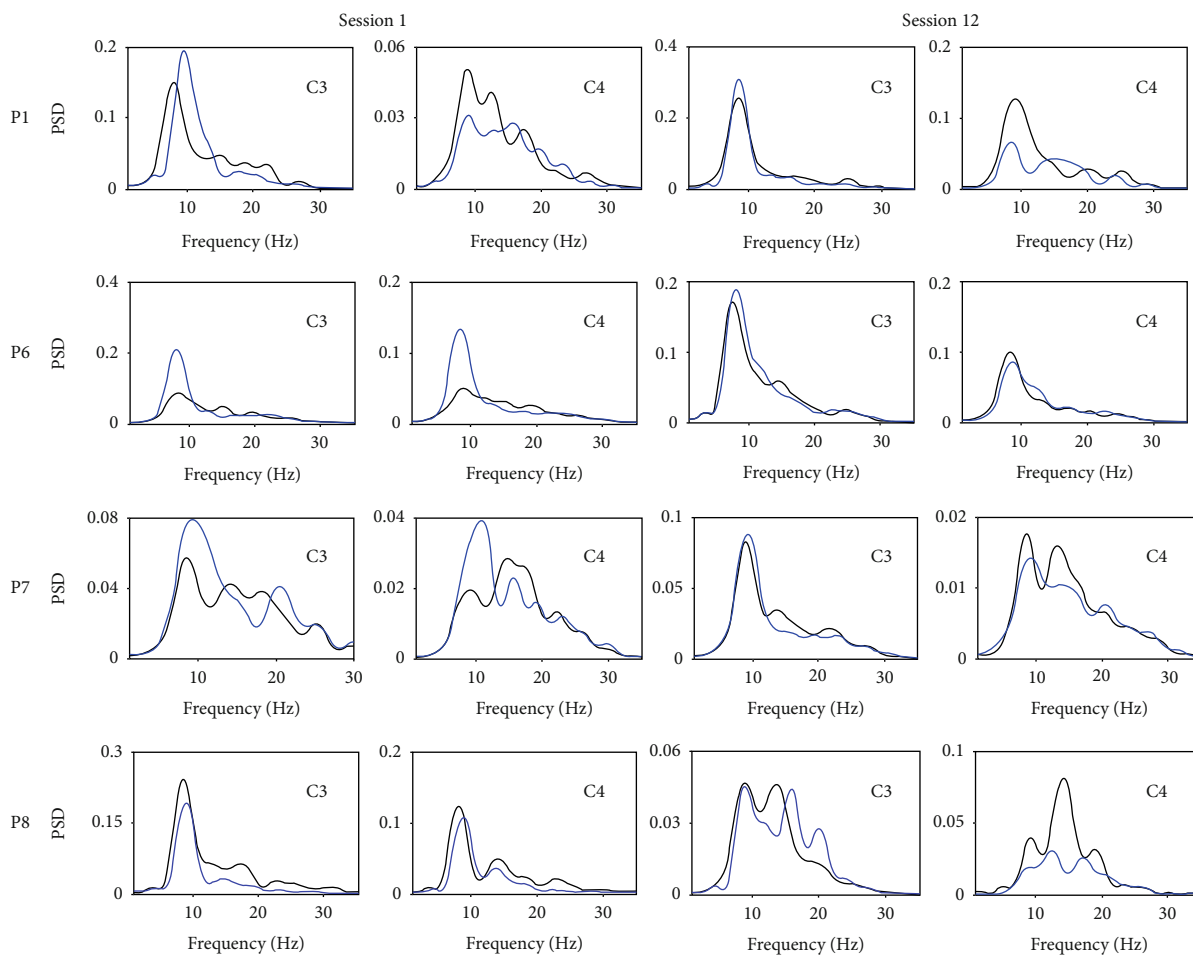 Session 1 Session 12
P1 PSD 0.2 0.1 0 C3 10 20 30 Frequency (Hz)
0.06 0.03 0 C4 10 20 30 Frequency (Hz)
0.4 0.2 0 C3 10 20 30 Frequency (Hz)
0.2 0.1 0 C4 10 20 30 Frequency (Hz)
P6 PSD 0.4 0.2 0 C3 10 20 30 Frequency (Hz)
0.2 0.1 0 C4 10 20 30 Frequency (Hz)
0.2 0.1 0 C3 10 20 30 Frequency (Hz)
0.2 0.1 0 C4 10 20 30 Frequency (Hz)
P7 PSD 0.08 0.04 0 C3 10 20 30 Frequency (Hz)
0.04 0.02 0 C4 10 20 30 Frequency (Hz)
0.1 0.05 0 C3 10 20 30 Frequency (Hz)
0.02 0.01 0 C4 10 20 30 Frequency (Hz)
P8 PSD 0.3 0.15 0 C3 10 20 30 Frequency (Hz)
0.2 0.1 0 C4 10 20 30 Frequency (Hz)
0.06 0.03 0 C3 10 20 30 Frequency (Hz)
0.1 0.05 0 C4 10 20 30 Frequency (Hz)